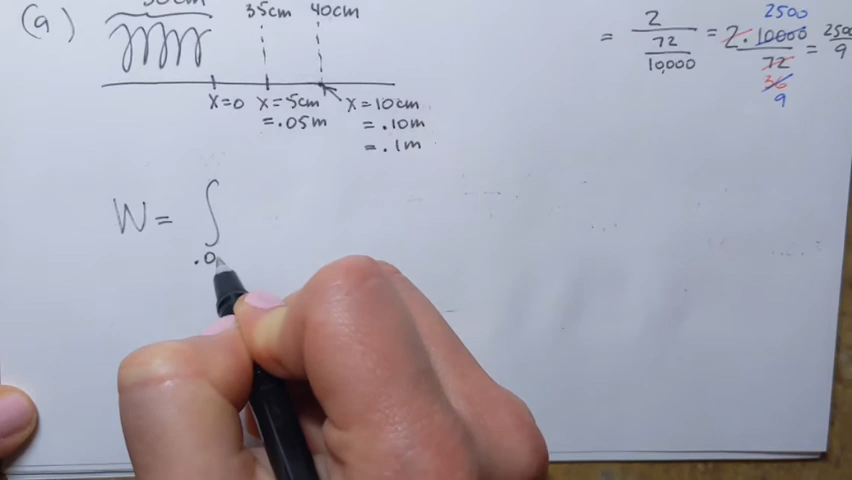 (a)
35cm 40cm
X=0 X=5cm X=10cm
=.05m =.10m
=.1m
= 2 / (72/10,000) = 2·10000/72 = 2500/9
2500
36
9
W= ∫
.0